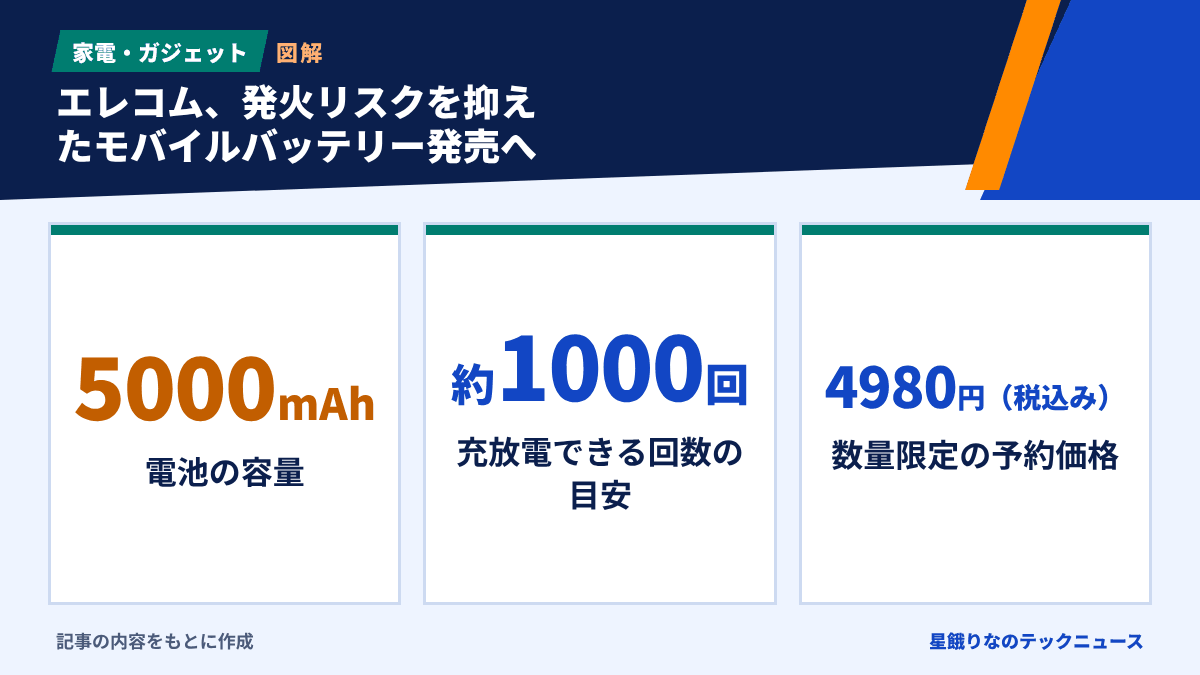 家電・ガジェット 図解
エレコム、発火リスクを抑え
たモバイルバッテリー発売へ
5000mAh
電池の容量
約1000回
充放電できる回数の
目安
4980円（税込み）
数量限定の予約価格
記事の内容をもとに作成
星餓りなのテックニュース